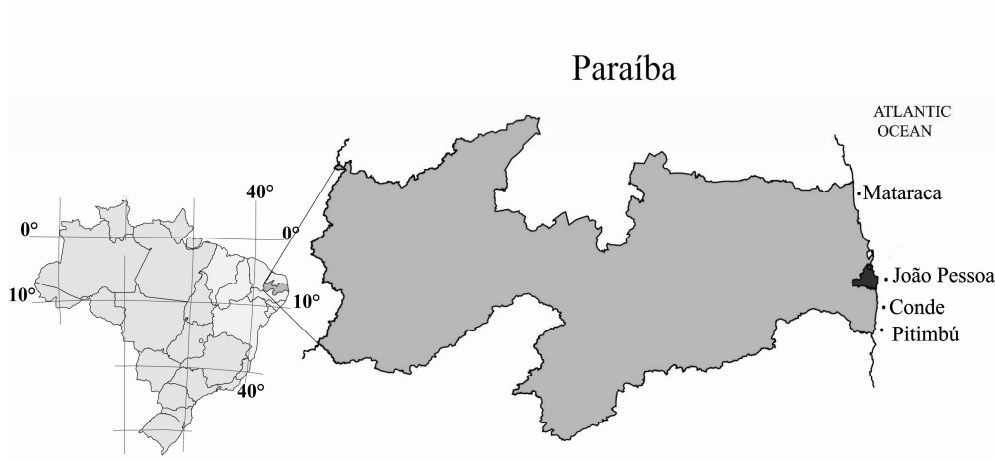 Paraíba
ATLANTIC
OCEAN
Mataraca
João Pessoa
Conde
Pitimbú
40°
0°
0°
10°
10°
40°